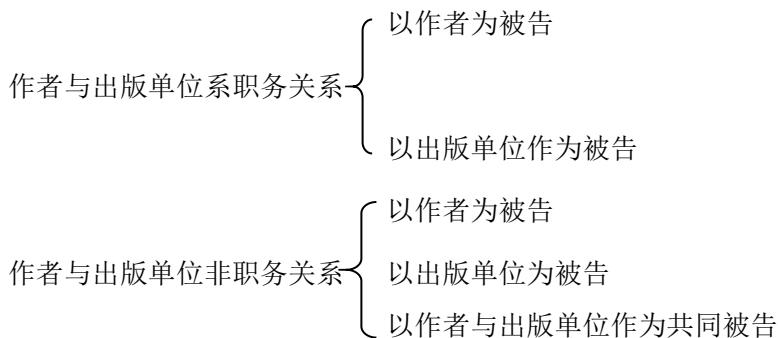 以作者为被告
作者与出版单位系职务关系
以出版单位作为被告
以作者为被告
作者与出版单位非职务关系
以出版单位为被告
以作者与出版单位作为共同被告